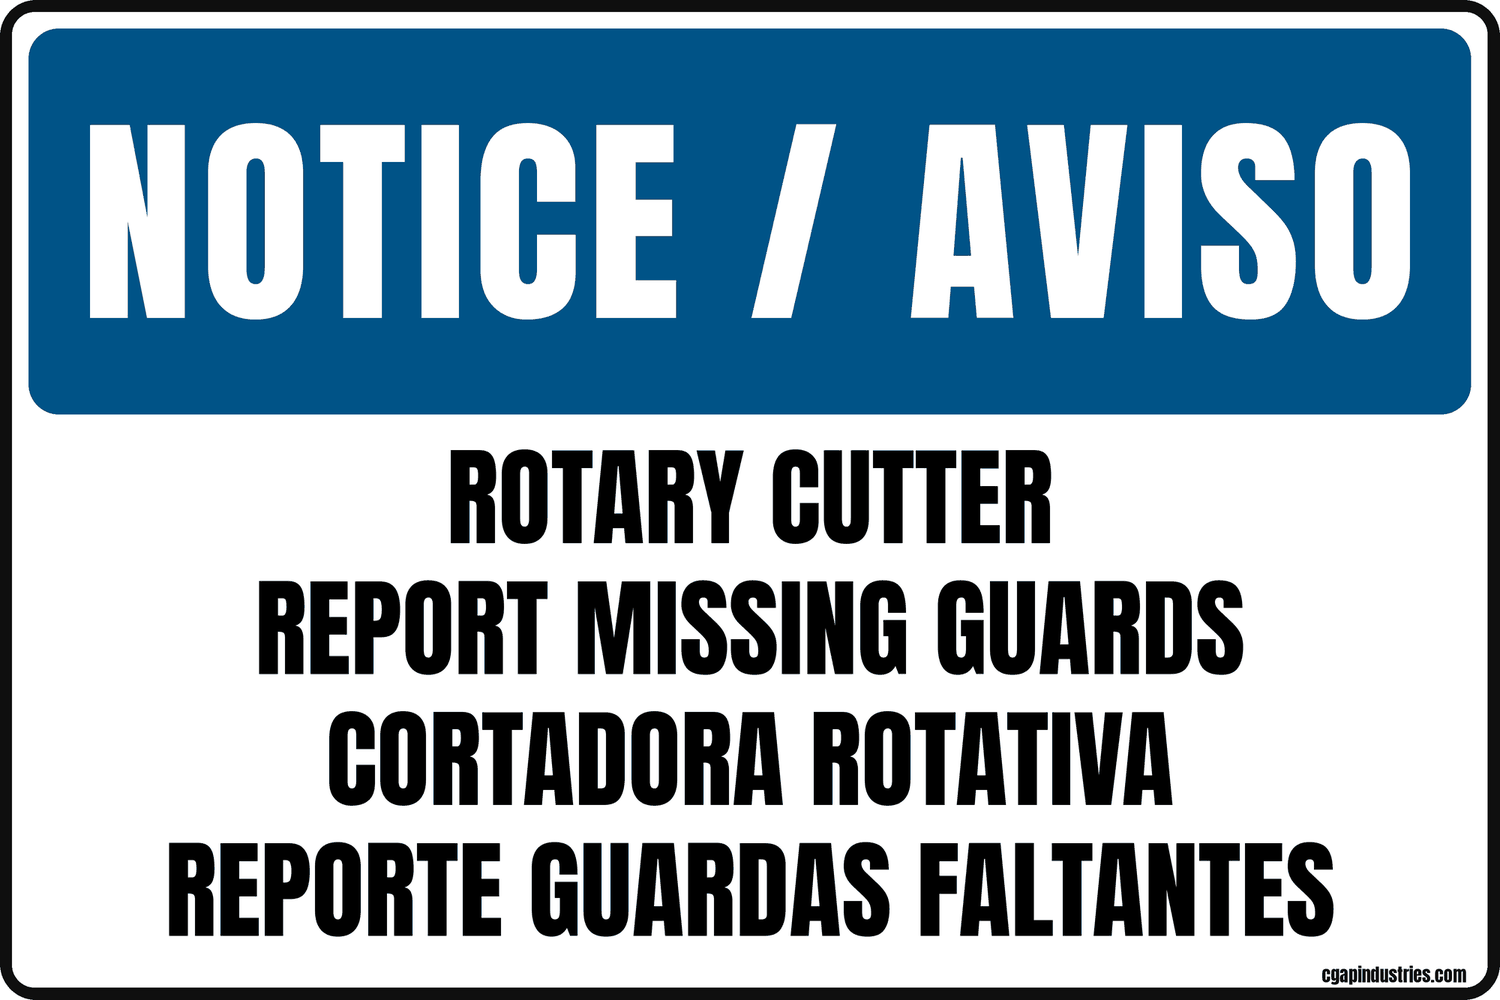 NOTICE / AVISO
ROTARY CUTTER
REPORT MISSING GUARDS
CORTADORA ROTATIVA
REPORTE GUARDAS FALTANTES
cgapindustries.com